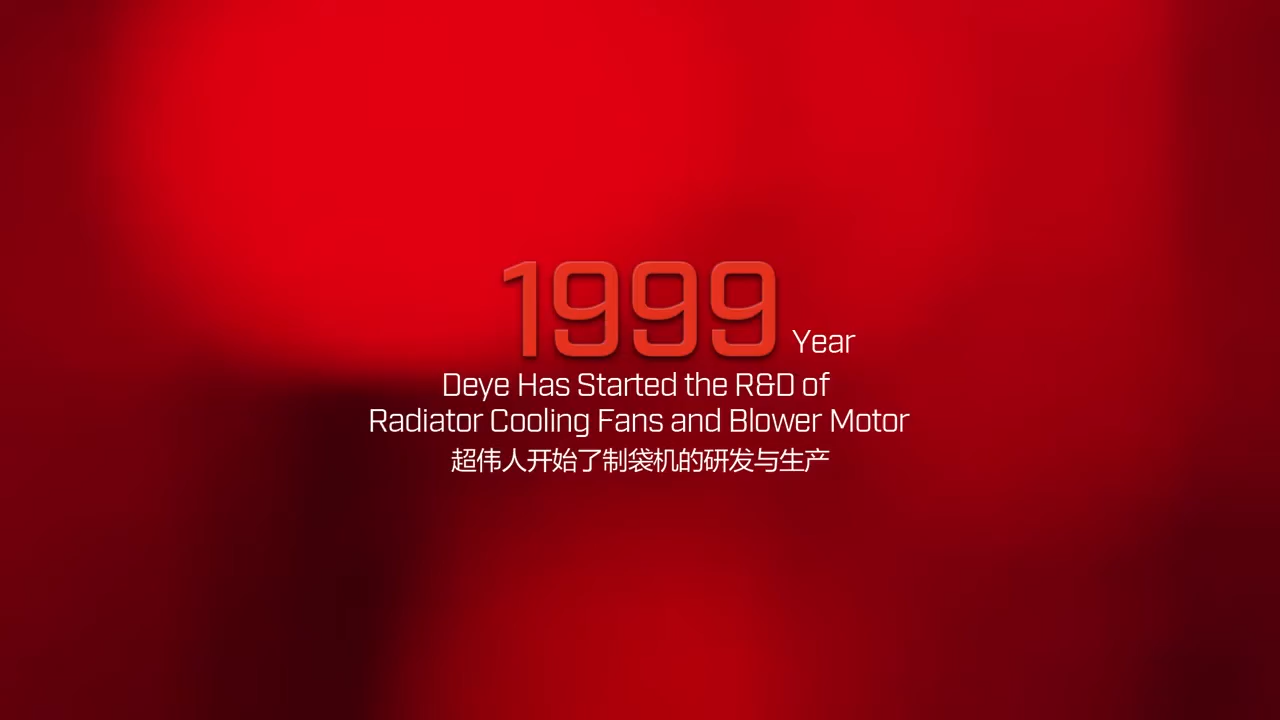 1999 Year
Deye Has Started the R&D of
Radiator Cooling Fans and Blower Motor
超伟人开始了制袋机的研发与生产